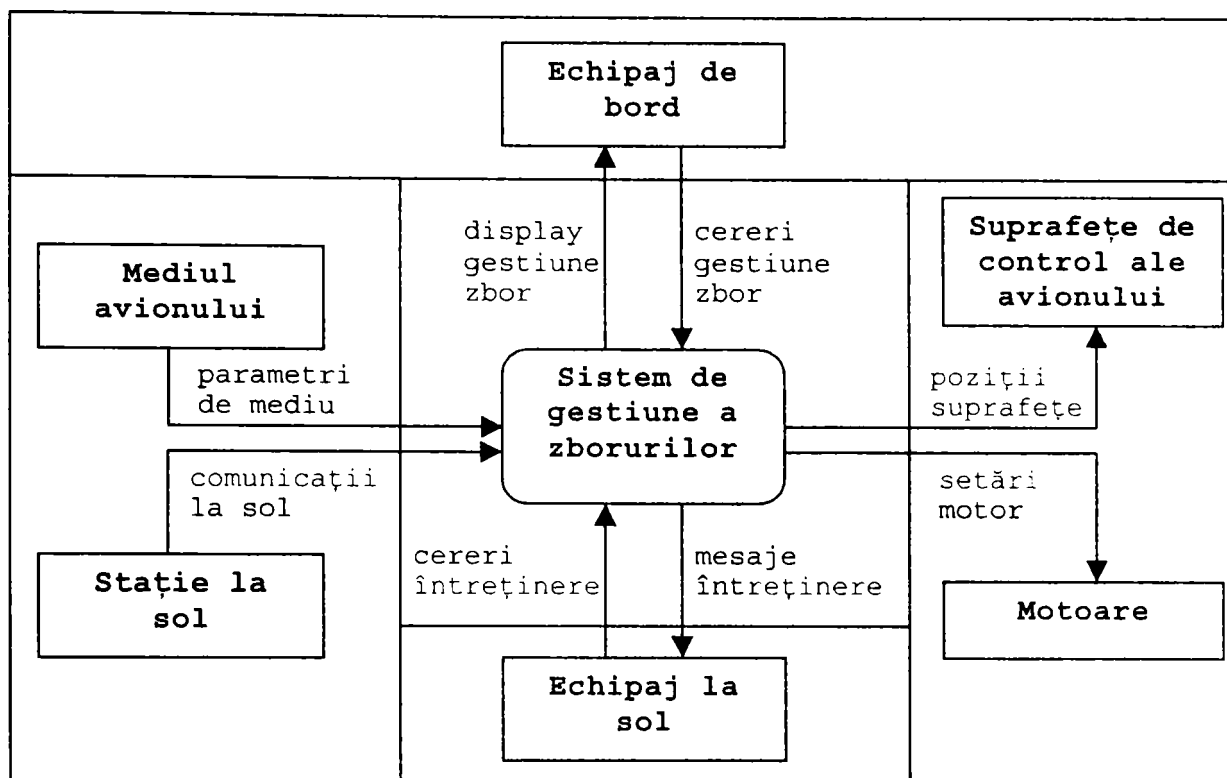 Echipaj de
bord
display
gestiune
zbor
cereri
gestiune
zbor
Suprafețe de
control ale
avionului
Mediul
avionului
parametri
de mediu
Sistem de
gestiune a
zborurilor
poziții
suprafețe
comunicații
la sol
setări
motor
cereri
întreținere
mesaje
întreținere
Stație la
sol
Motoare
Echipaj la
sol